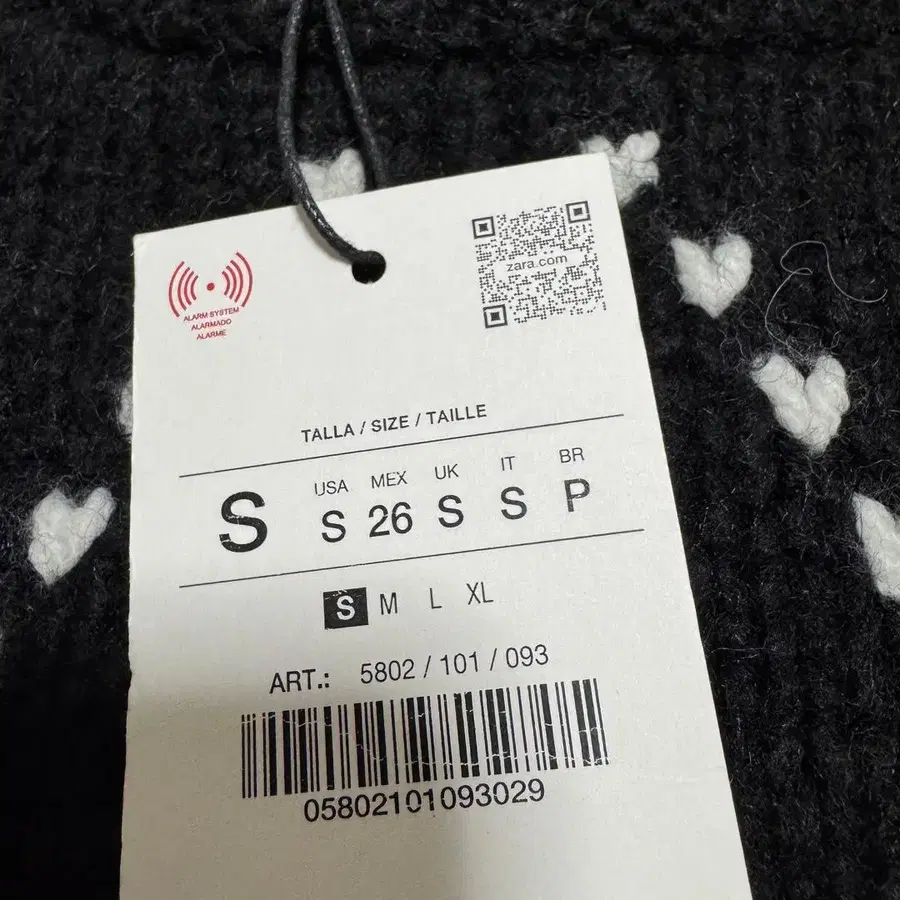 ALARM SYSTEM
ALARMADO
ALARME
zara.com
TALLA / SIZE / TAILLE
USA MEX UK IT BR
S S 26 S S P
S M L XL
ART.: 5802 / 101 / 093
05802101093029